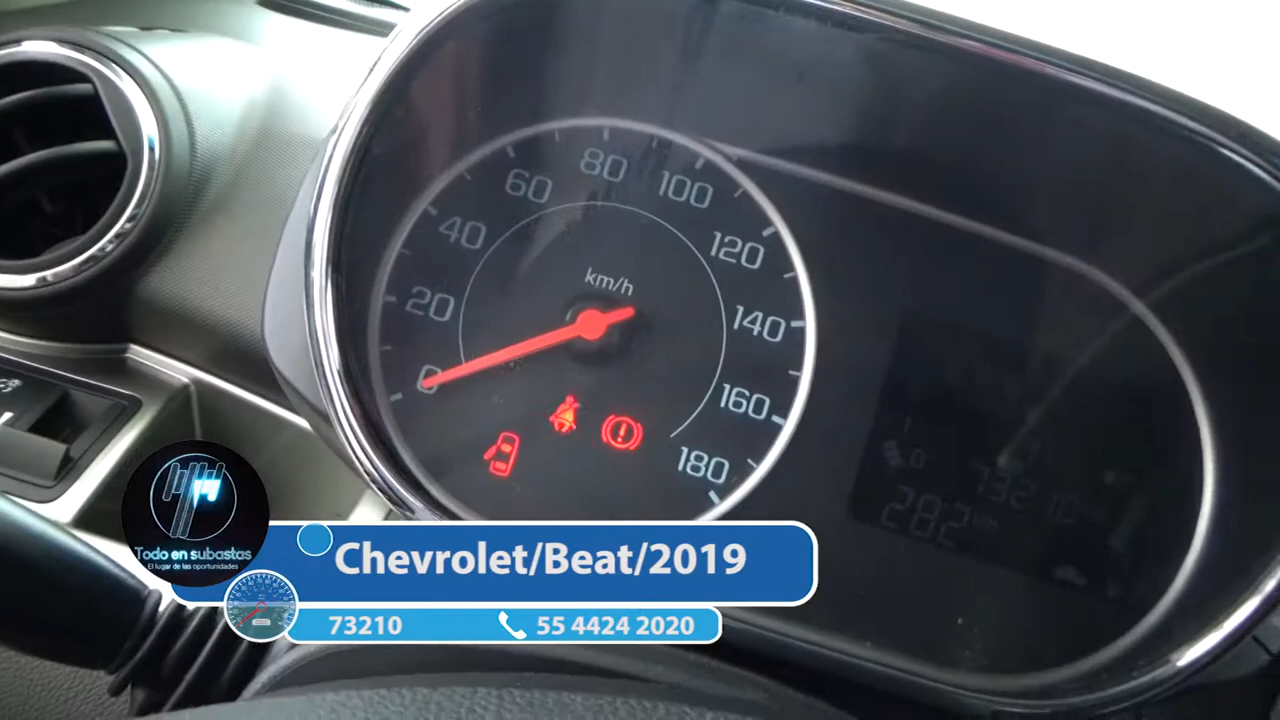 80
60
100
40
120
km/h
20
140
0
160
180
0
73210
282
Todo en subastas
El lugar de las oportunidades
Chevrolet/Beat/2019
73210
55 4424 2020